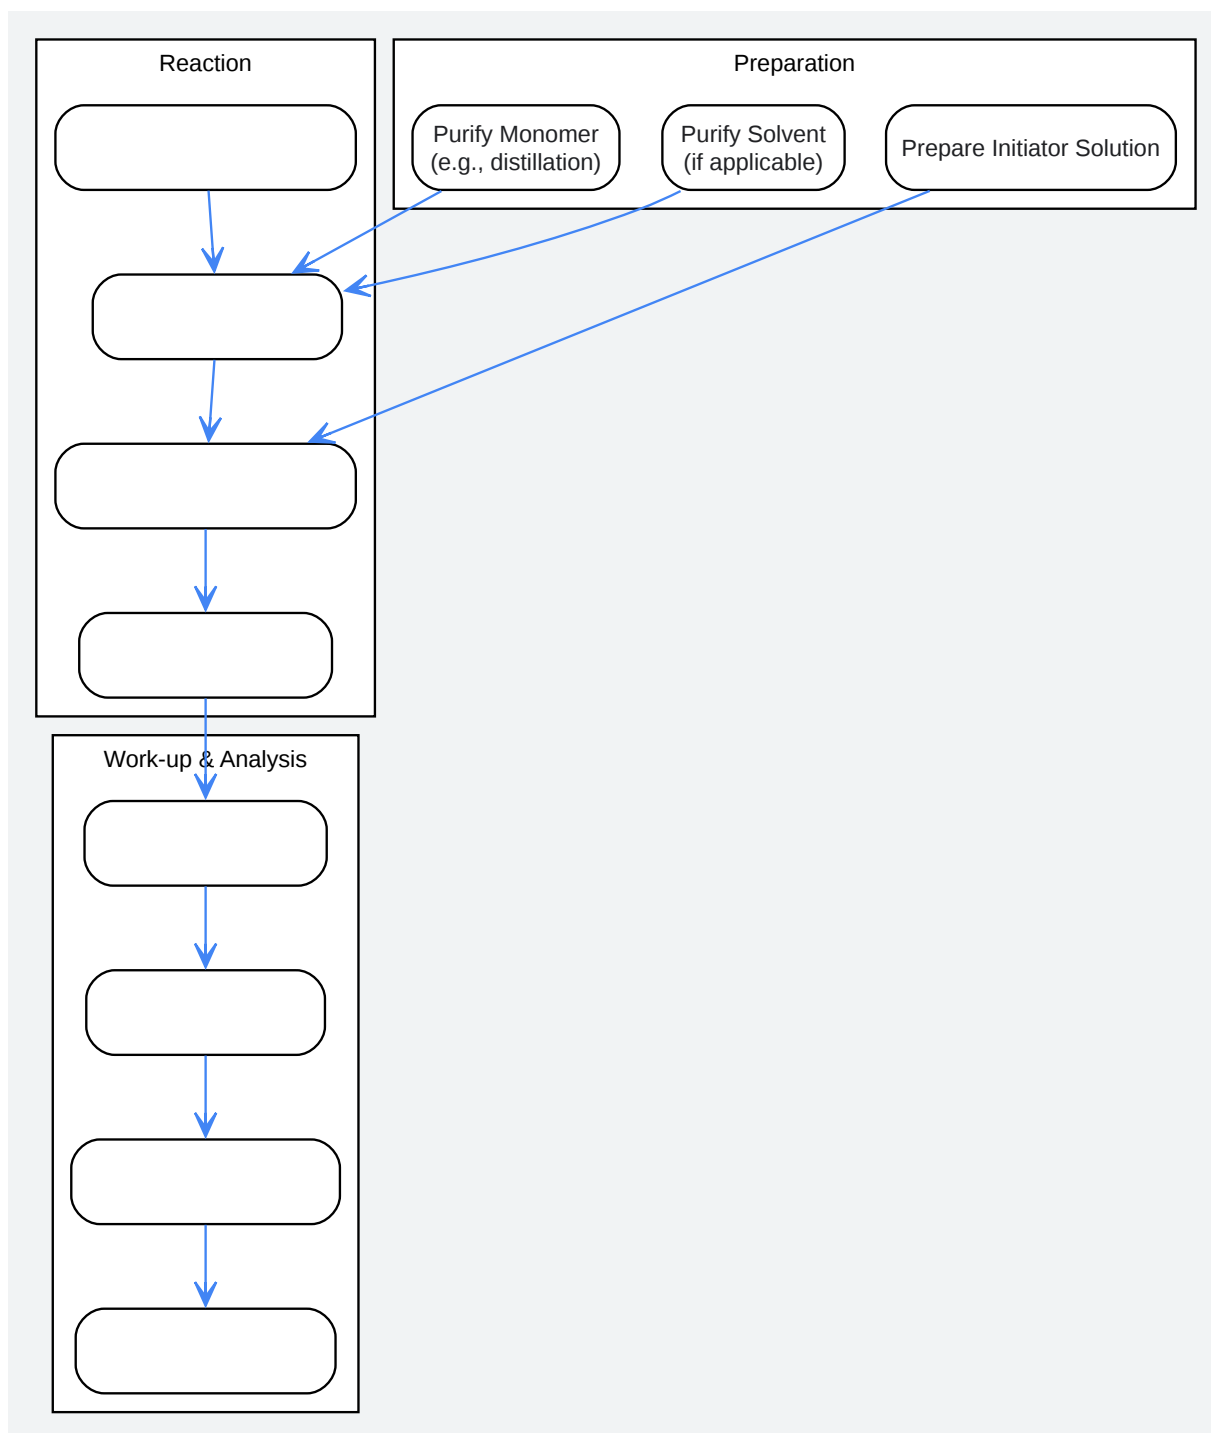 Reaction
Preparation
Purify Monomer
(e.g., distillation)
Purify Solvent
(if applicable)
Prepare Initiator Solution
Work-up & Analysis